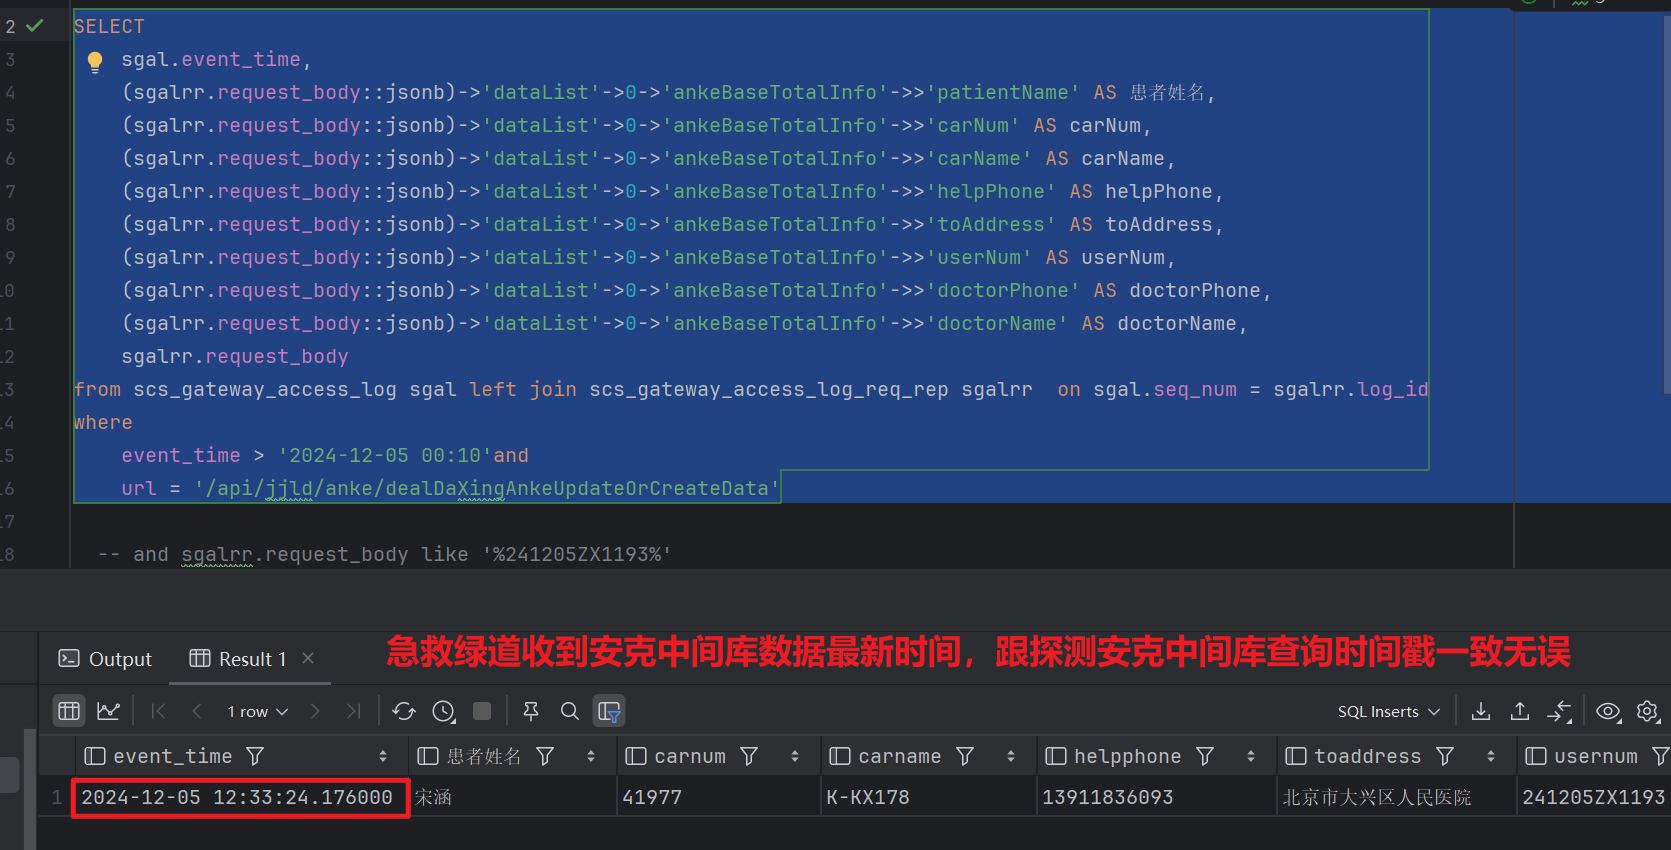 2 SELECT
3 sgal.event_time,
4 (sgalrr.request_body::jsonb)->'dataList'->0->'ankeBaseTotalInfo'->>'patientName' AS 患者姓名,
5 (sgalrr.request_body::jsonb)->'dataList'->0->'ankeBaseTotalInfo'->>'carNum' AS carNum,
6 (sgalrr.request_body::jsonb)->'dataList'->0->'ankeBaseTotalInfo'->>'carName' AS carName,
7 (sgalrr.request_body::jsonb)->'dataList'->0->'ankeBaseTotalInfo'->>'helpPhone' AS helpPhone,
8 (sgalrr.request_body::jsonb)->'dataList'->0->'ankeBaseTotalInfo'->>'toAddress' AS toAddress,
9 (sgalrr.request_body::jsonb)->'dataList'->0->'ankeBaseTotalInfo'->>'userNum' AS userNum,
0 (sgalrr.request_body::jsonb)->'dataList'->0->'ankeBaseTotalInfo'->>'doctorPhone' AS doctorPhone,
1 (sgalrr.request_body::jsonb)->'dataList'->0->'ankeBaseTotalInfo'->>'doctorName' AS doctorName,
2 sgalrr.request_body
3 from scs_gateway_access_log sgal left join scs_gateway_access_log_req_rep sgalrr on sgal.seq_num = sgalrr.log_id
4 where
5 event_time > '2024-12-05 00:10'and
6 url = '/api/jjld/anke/dealDaXingAnkeUpdateOrCreateData'
7
8 -- and sgalrr.request_body like '%241205ZX1193%'
Output Result 1 急救绿道收到安克中间库数据最新时间，跟探测安克中间库查询时间戳一致无误
1 row SQL Inserts
event_time 患者姓名 carnum carname helpphone toaddress usernum
1 2024-12-05 12:33:24.176000 宋涵 41977 K-KX178 13911836093 北京市大兴区人民医院 241205ZX1193